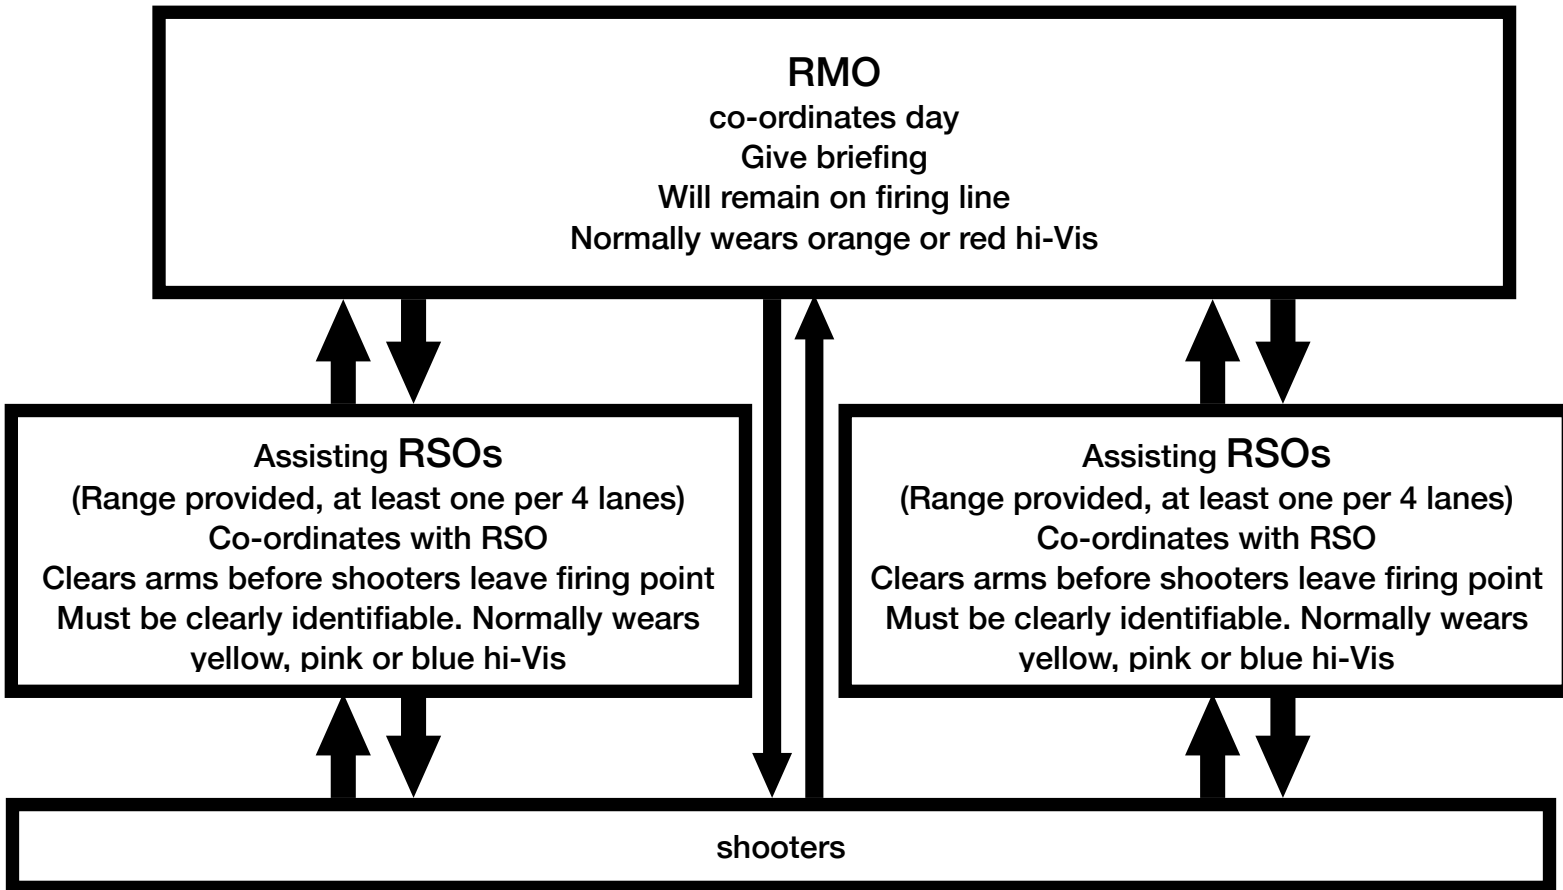 RMO
co-ordinates day
Give briefing
Will remain on firing line
Normally wears orange or red hi-Vis
Assisting RSOs
(Range provided, at least one per 4 lanes)
Co-ordinates with RSO
Clears arms before shooters leave firing point
Must be clearly identifiable. Normally wears
yellow, pink or blue hi-Vis
Assisting RSOs
(Range provided, at least one per 4 lanes)
Co-ordinates with RSO
Clears arms before shooters leave firing point
Must be clearly identifiable. Normally wears
yellow, pink or blue hi-Vis
shooters